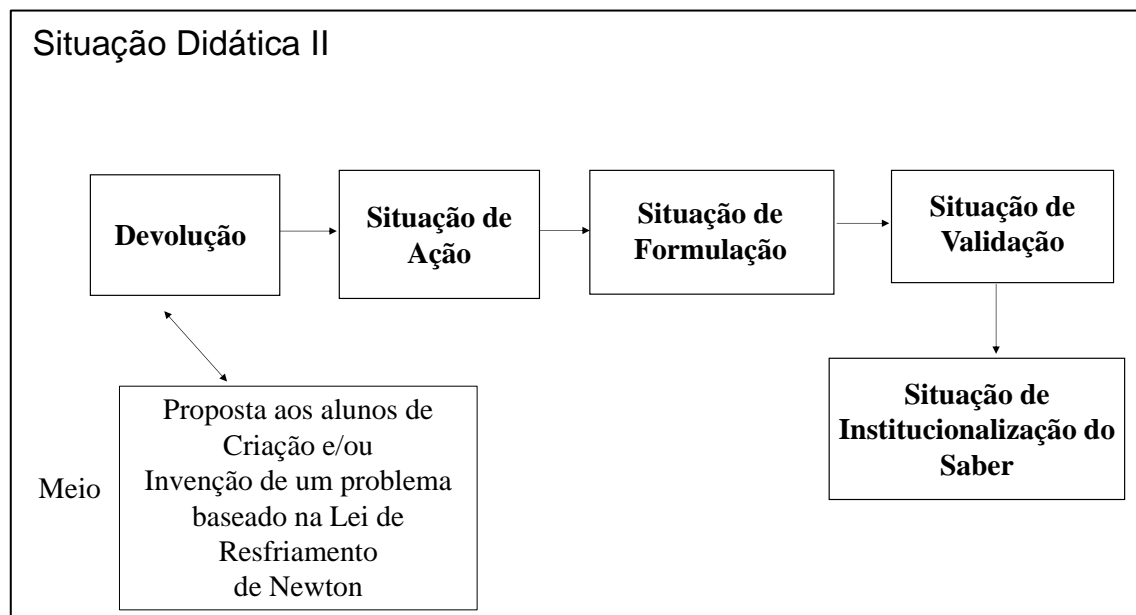 Situação Didática II
Devolução
Situação de
Ação
Situação de
Formulação
Situação de
Validação
Situação de
Institucionalização do
Saber
Meio
Proposta aos alunos de
Criação e/ou
Invenção de um problema
baseado na Lei de
Resfriamento
de Newton